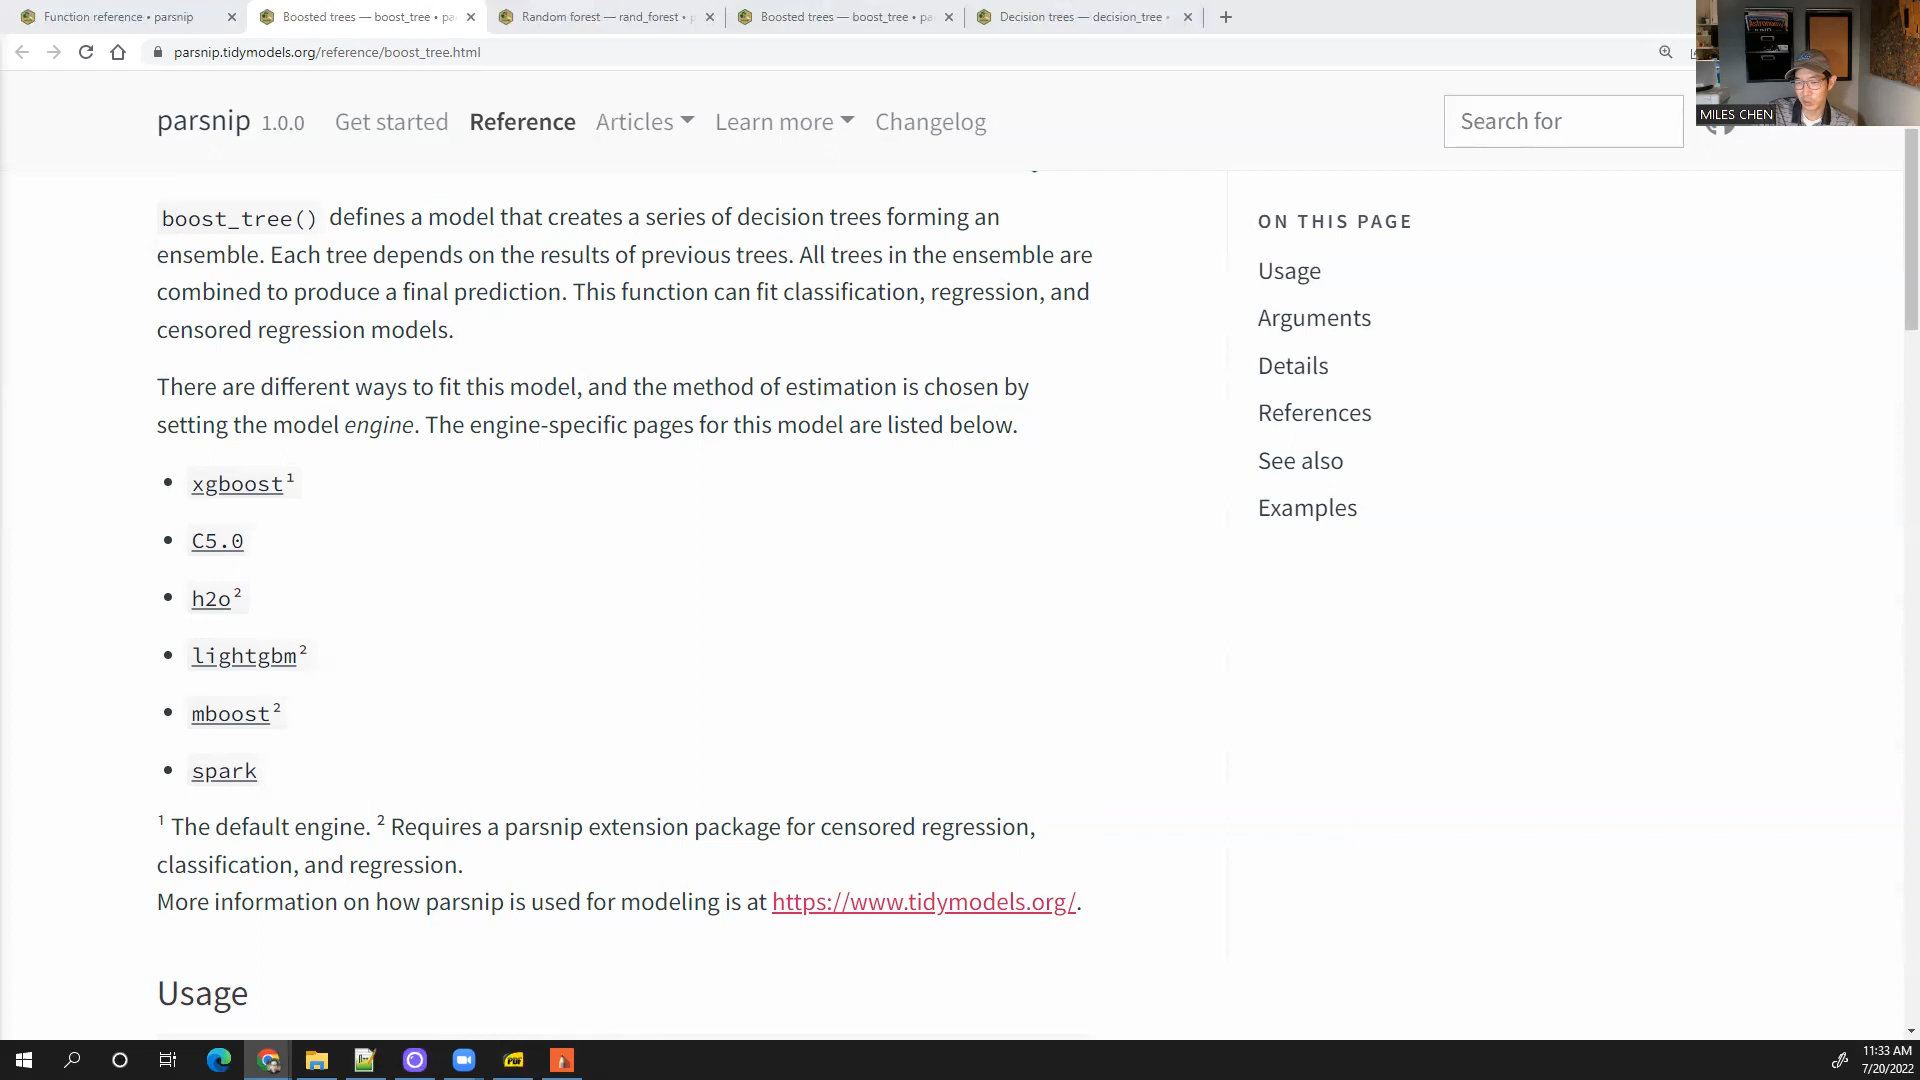 Function reference • parsnip
Boosted trees — boost_tree • pa
Random forest — rand_forest •
Boosted trees — boost_tree • pa
Decision trees — decision_tree •
parsnip.tidymodels.org/reference/boost_tree.html
MILES CHEN
parsnip 1.0.0 Get started Reference Articles Learn more Changelog
Search for
boost_tree() defines a model that creates a series of decision trees forming an
ensemble. Each tree depends on the results of previous trees. All trees in the ensemble are
combined to produce a final prediction. This function can fit classification, regression, and
censored regression models.
There are different ways to fit this model, and the method of estimation is chosen by
setting the model engine. The engine-specific pages for this model are listed below.
• xgboost¹
• C5.0
• h2o²
• lightgbm²
• mboost²
• spark
¹ The default engine. ² Requires a parsnip extension package for censored regression,
classification, and regression.
More information on how parsnip is used for modeling is at https://www.tidymodels.org/.
Usage
ON THIS PAGE
Usage
Arguments
Details
References
See also
Examples
PDF
11:33 AM
7/20/2022